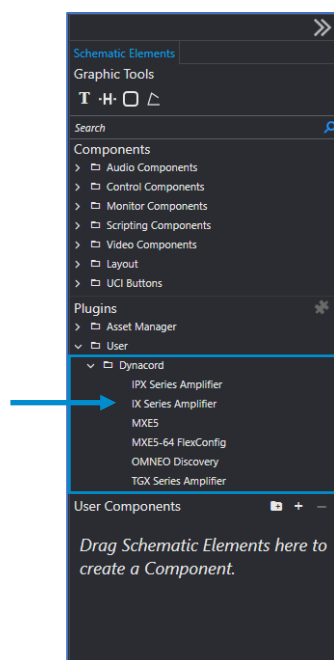 Schematic Elements
Graphic Tools
T ·H·
Search
Components
Audio Components
Control Components
Monitor Components
Scripting Components
Video Components
Layout
UCI Buttons
Plugins
Asset Manager
User
Dynacord
IPX Series Amplifier
IX Series Amplifier
MXE5
MXE5-64 FlexConfig
OMNEO Discovery
TGX Series Amplifier
User Components
Drag Schematic Elements here to
create a Component.